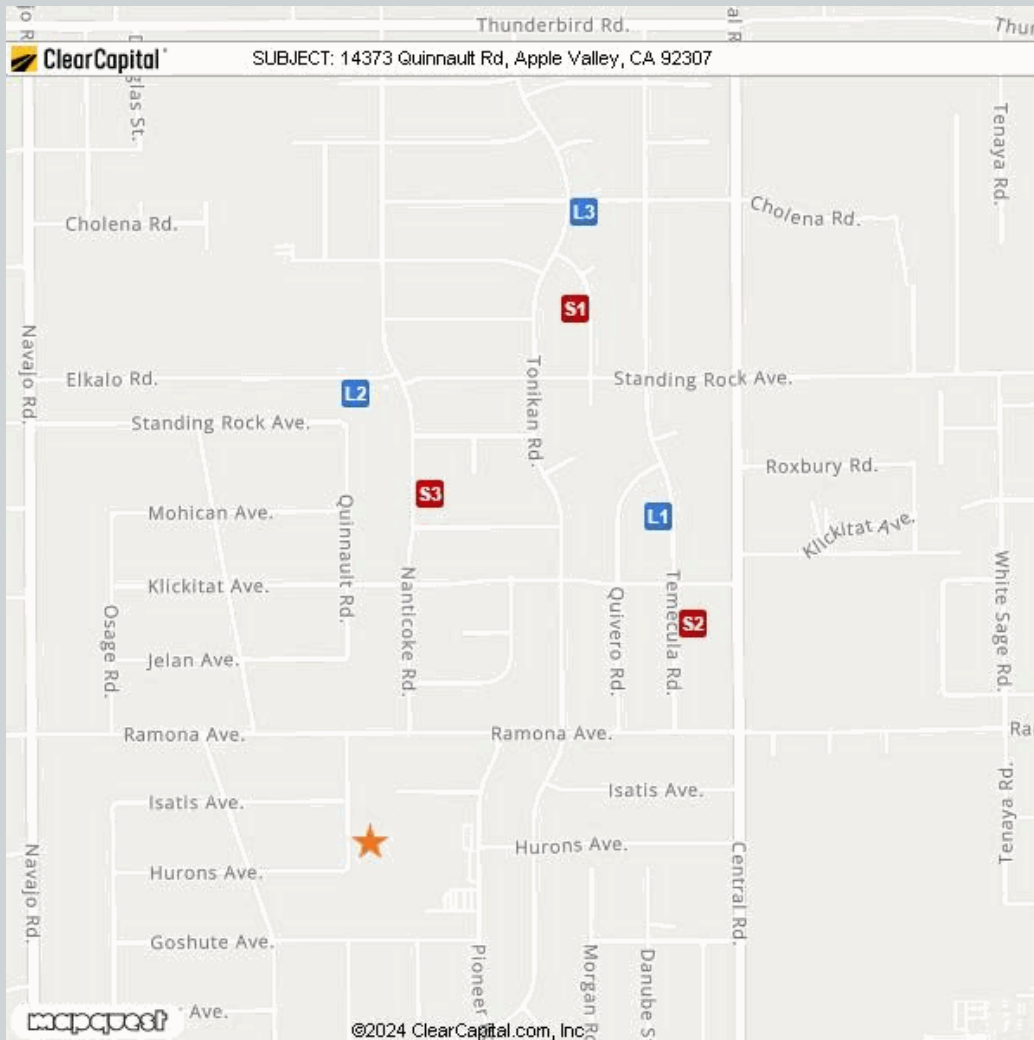 Thunderbird Rd.
ClearCapital
SUBJECT: 14373 Quinnault Rd, Apple Valley, CA 92307
Tenaya Rd.
Cholena Rd.
L3
Cholena Rd.
S1
Navajo Rd.
Elkalo Rd.
L2
Tonikan Rd.
Standing Rock Ave.
Standing Rock Ave.
Roxbury Rd.
S3
Mohican Ave.
Quinnault Rd.
L1
Klickitat Ave.
Klickitat Ave.
Nanticoke Rd.
Quivero Rd.
Temecula Rd.
S2
White Sage Rd.
Osage Rd.
Jelan Ave.
Ramona Ave.
Ramona Ave.
Isatis Ave.
Isatis Ave.
Tenaya Rd.
Hurons Ave.
Hurons Ave.
Navajo Rd.
Central Rd.
Goshute Ave.
Pioneer
Morgan Rd
Danube S
Ave.
mapquest
©2024 ClearCapital.com, Inc